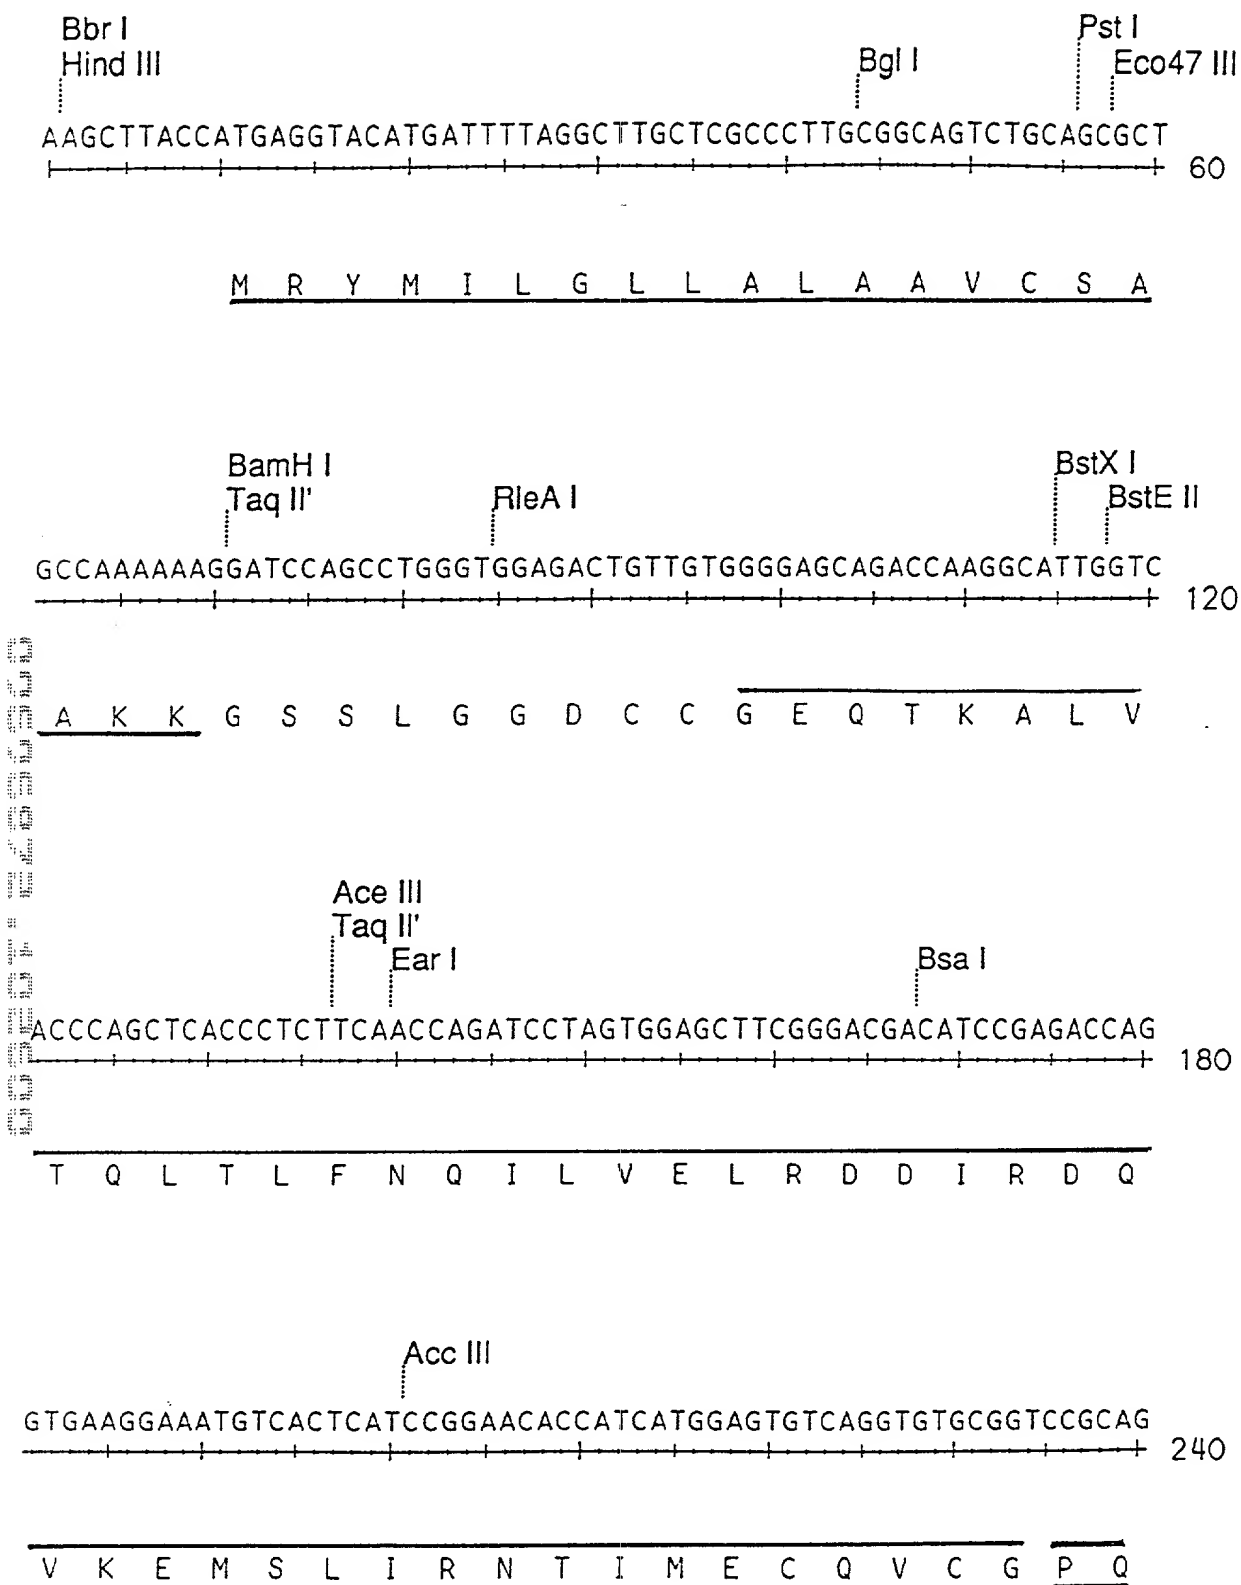 Bbr I
Hind III
Bgl I
Pst I
Eco47 III
AAGCTTACCATGAGGTACATGATTTTAGGCTTGCTCGCCCTTGCGGCAGTCTGCAGCGCT
60
M R Y M I L G L L A L A A V C S A
BamH I
Taq II'
RleA I
BstX I
BstE II
GCCAAAAAAGGATCCAGCCTGGGTGGAGACTGTTGTGGGGAGCAGACCAAGGCATTGGTC
120
A K K G S S L G G D C C G E Q T K A L V
Ace III
Taq II'
Ear I
Bsa I
ACCCAGCTCACCCTCTTCAACCAGATCCTAGTGGAGCTTCGGGACGACATCCGAGACCAG
180
T Q L T L F N Q I L V E L R D D I R D Q
Acc III
GTGAAGGAAATGTCACTCATCCGGAACACCATCATGGAGTGTCAGGTGTGCGGTCCGCAG
240
V K E M S L I R N T I M E C Q V C G P Q